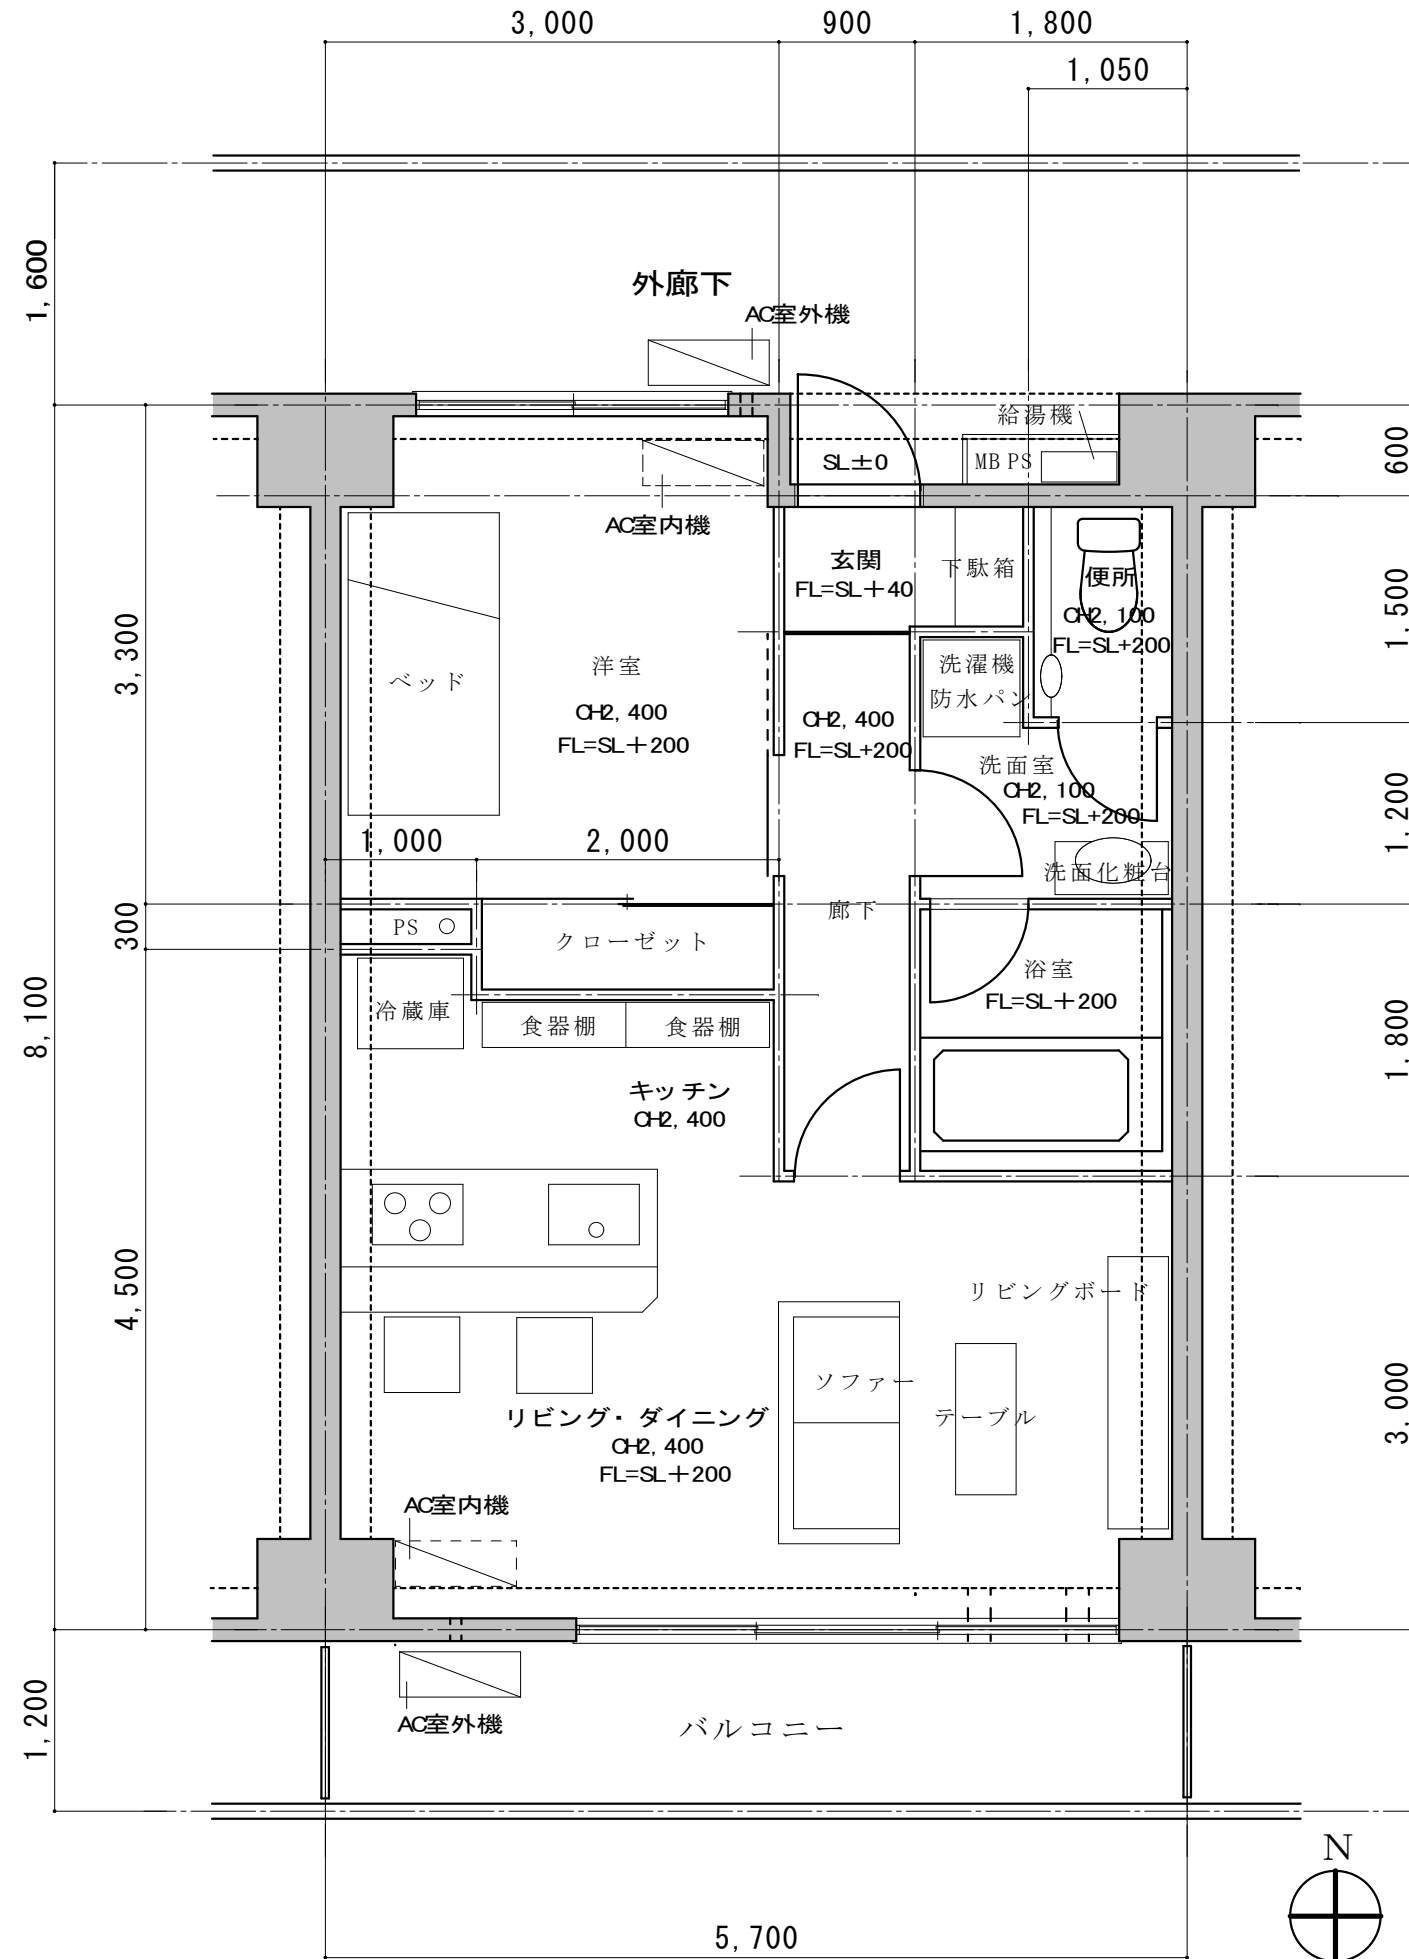 3,000
900
1,800
1,050
1,600
外廊下
AC室外機
給湯機
SL±0
MB PS
600
AC室内機
玄関
FL=SL＋40
下駄箱
便所
CH2,100
FL=SL+200
1,500
3,300
ベッド
洋室
CH2,400
FL=SL＋200
CH2,400
FL=SL+200
洗濯機
防水パン
洗面室
CH2,100
FL=SL+200
1,200
1,000
2,000
洗面化粧台
300
PS
クローゼット
廊下
浴室
FL=SL＋200
8,100
冷蔵庫
食器棚
食器棚
1,800
キッチン
CH2,400
4,500
リビングボード
ソファー
テーブル
3,000
リビング・ダイニング
CH2,400
FL=SL＋200
AC室内機
1,200
AC室外機
バルコニー
N
5,700